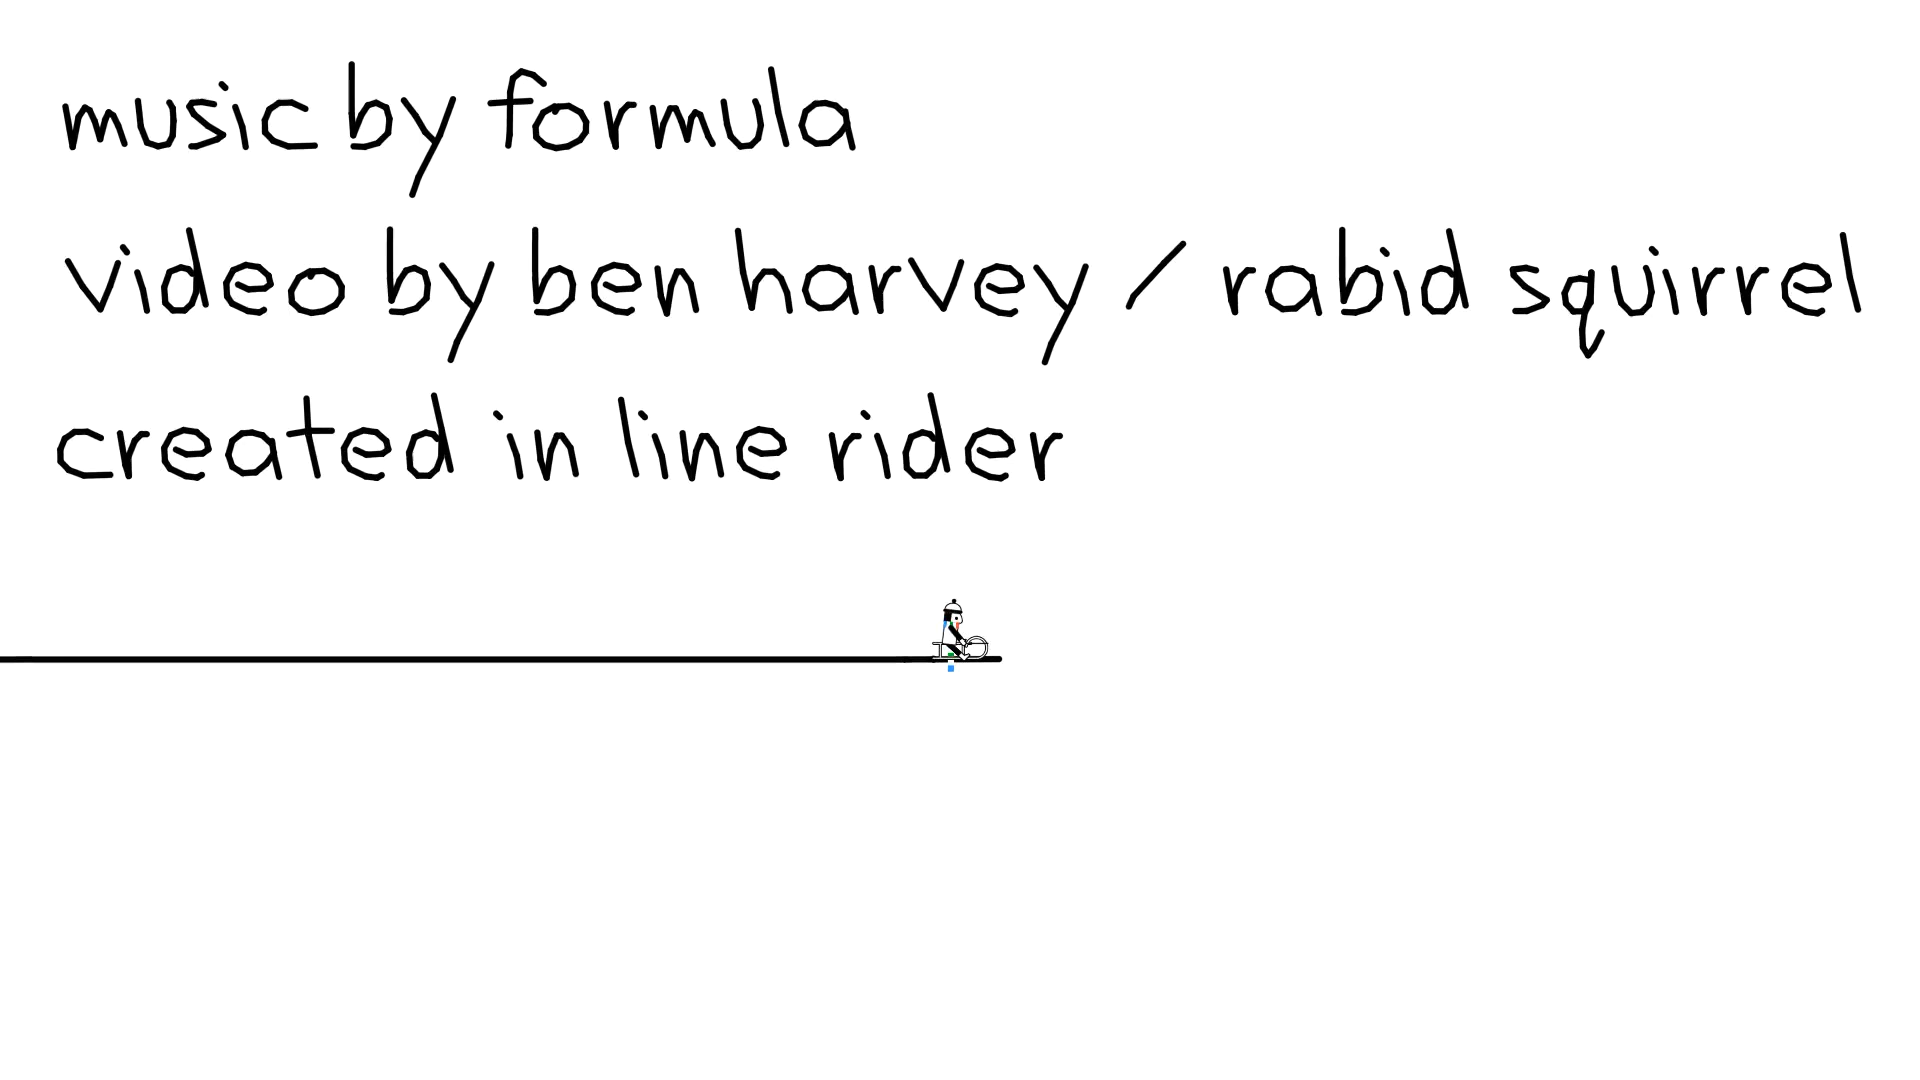 music by formula
video by ben harvey / rabid squirrel
created in line rider